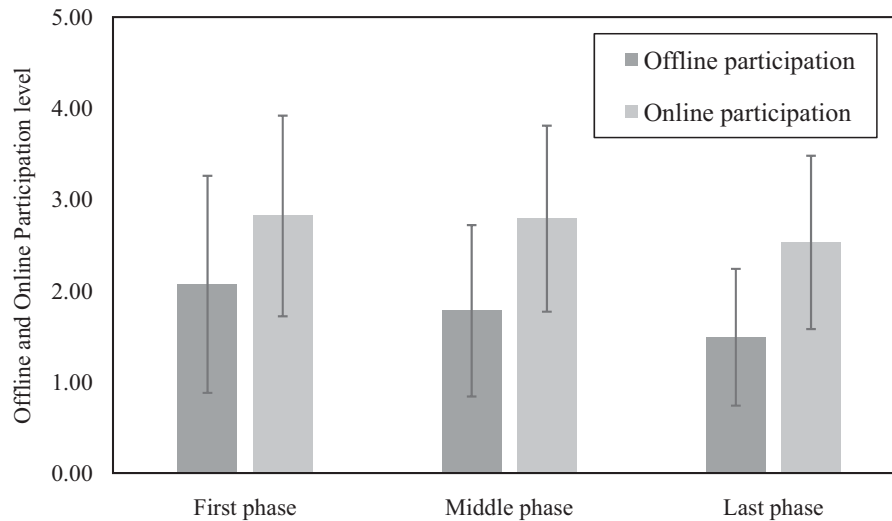 5.00
4.00
3.00
2.00
1.00
0.00
Offline and Online Participation level
Offline participation
Online participation
First phase
Middle phase
Last phase